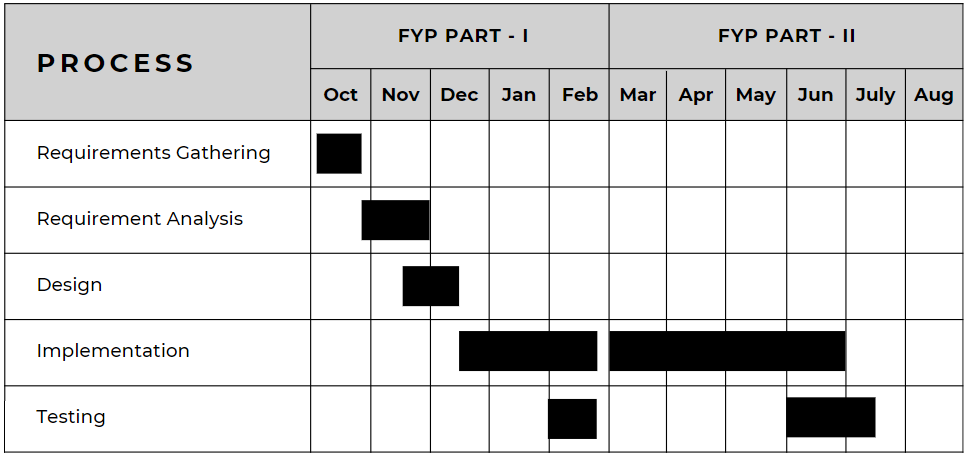 PROCESS
FYP PART - I
FYP PART - II
Oct Nov Dec Jan Feb Mar Apr May Jun July Aug
Requirements Gathering
Requirement Analysis
Design
Implementation
Testing